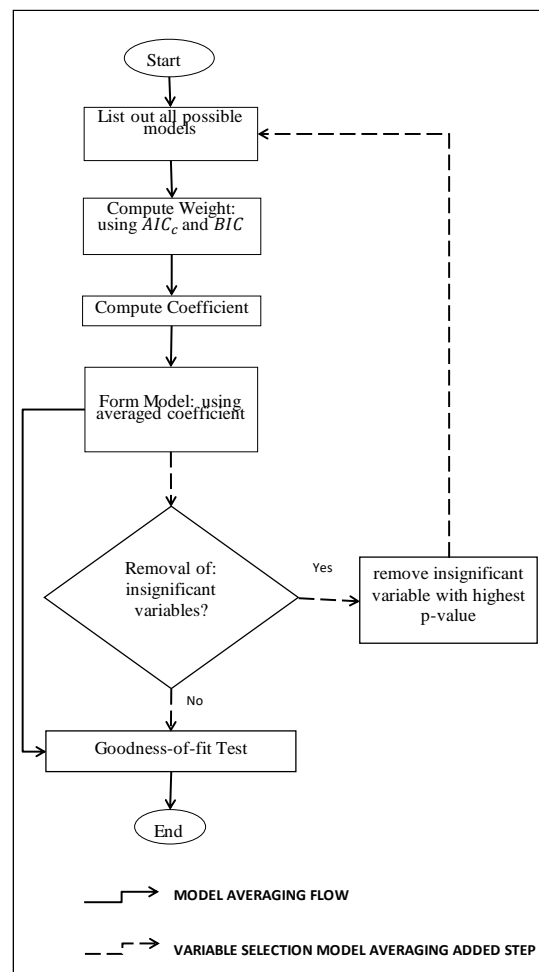 Start
List out all possible
models
Compute Weight:
using AICc and BIC
Compute Coefficient
Form Model: using
averaged coefficient
Removal of:
insignificant
variables?
Yes
remove insignificant
variable with highest
p-value
No
Goodness-of-fit Test
End
MODEL AVERAGING FLOW
VARIABLE SELECTION MODEL AVERAGING ADDED STEP